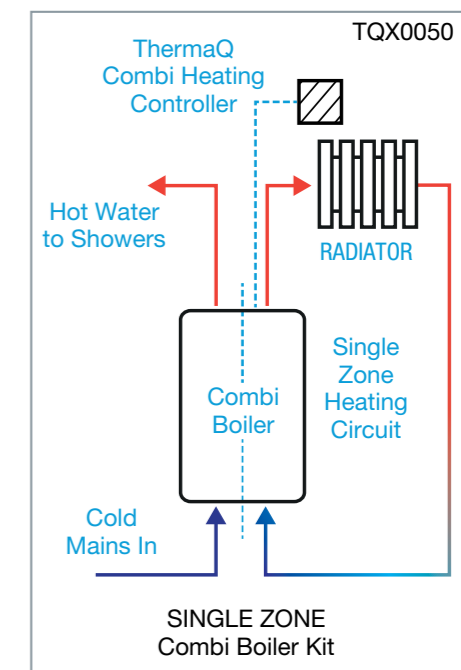 TQX0050
ThermaQ
Combi Heating
Controller
Hot Water
to Showers
RADIATOR
Combi
Boiler
Single
Zone
Heating
Circuit
Cold
Mains In
SINGLE ZONE
Combi Boiler Kit